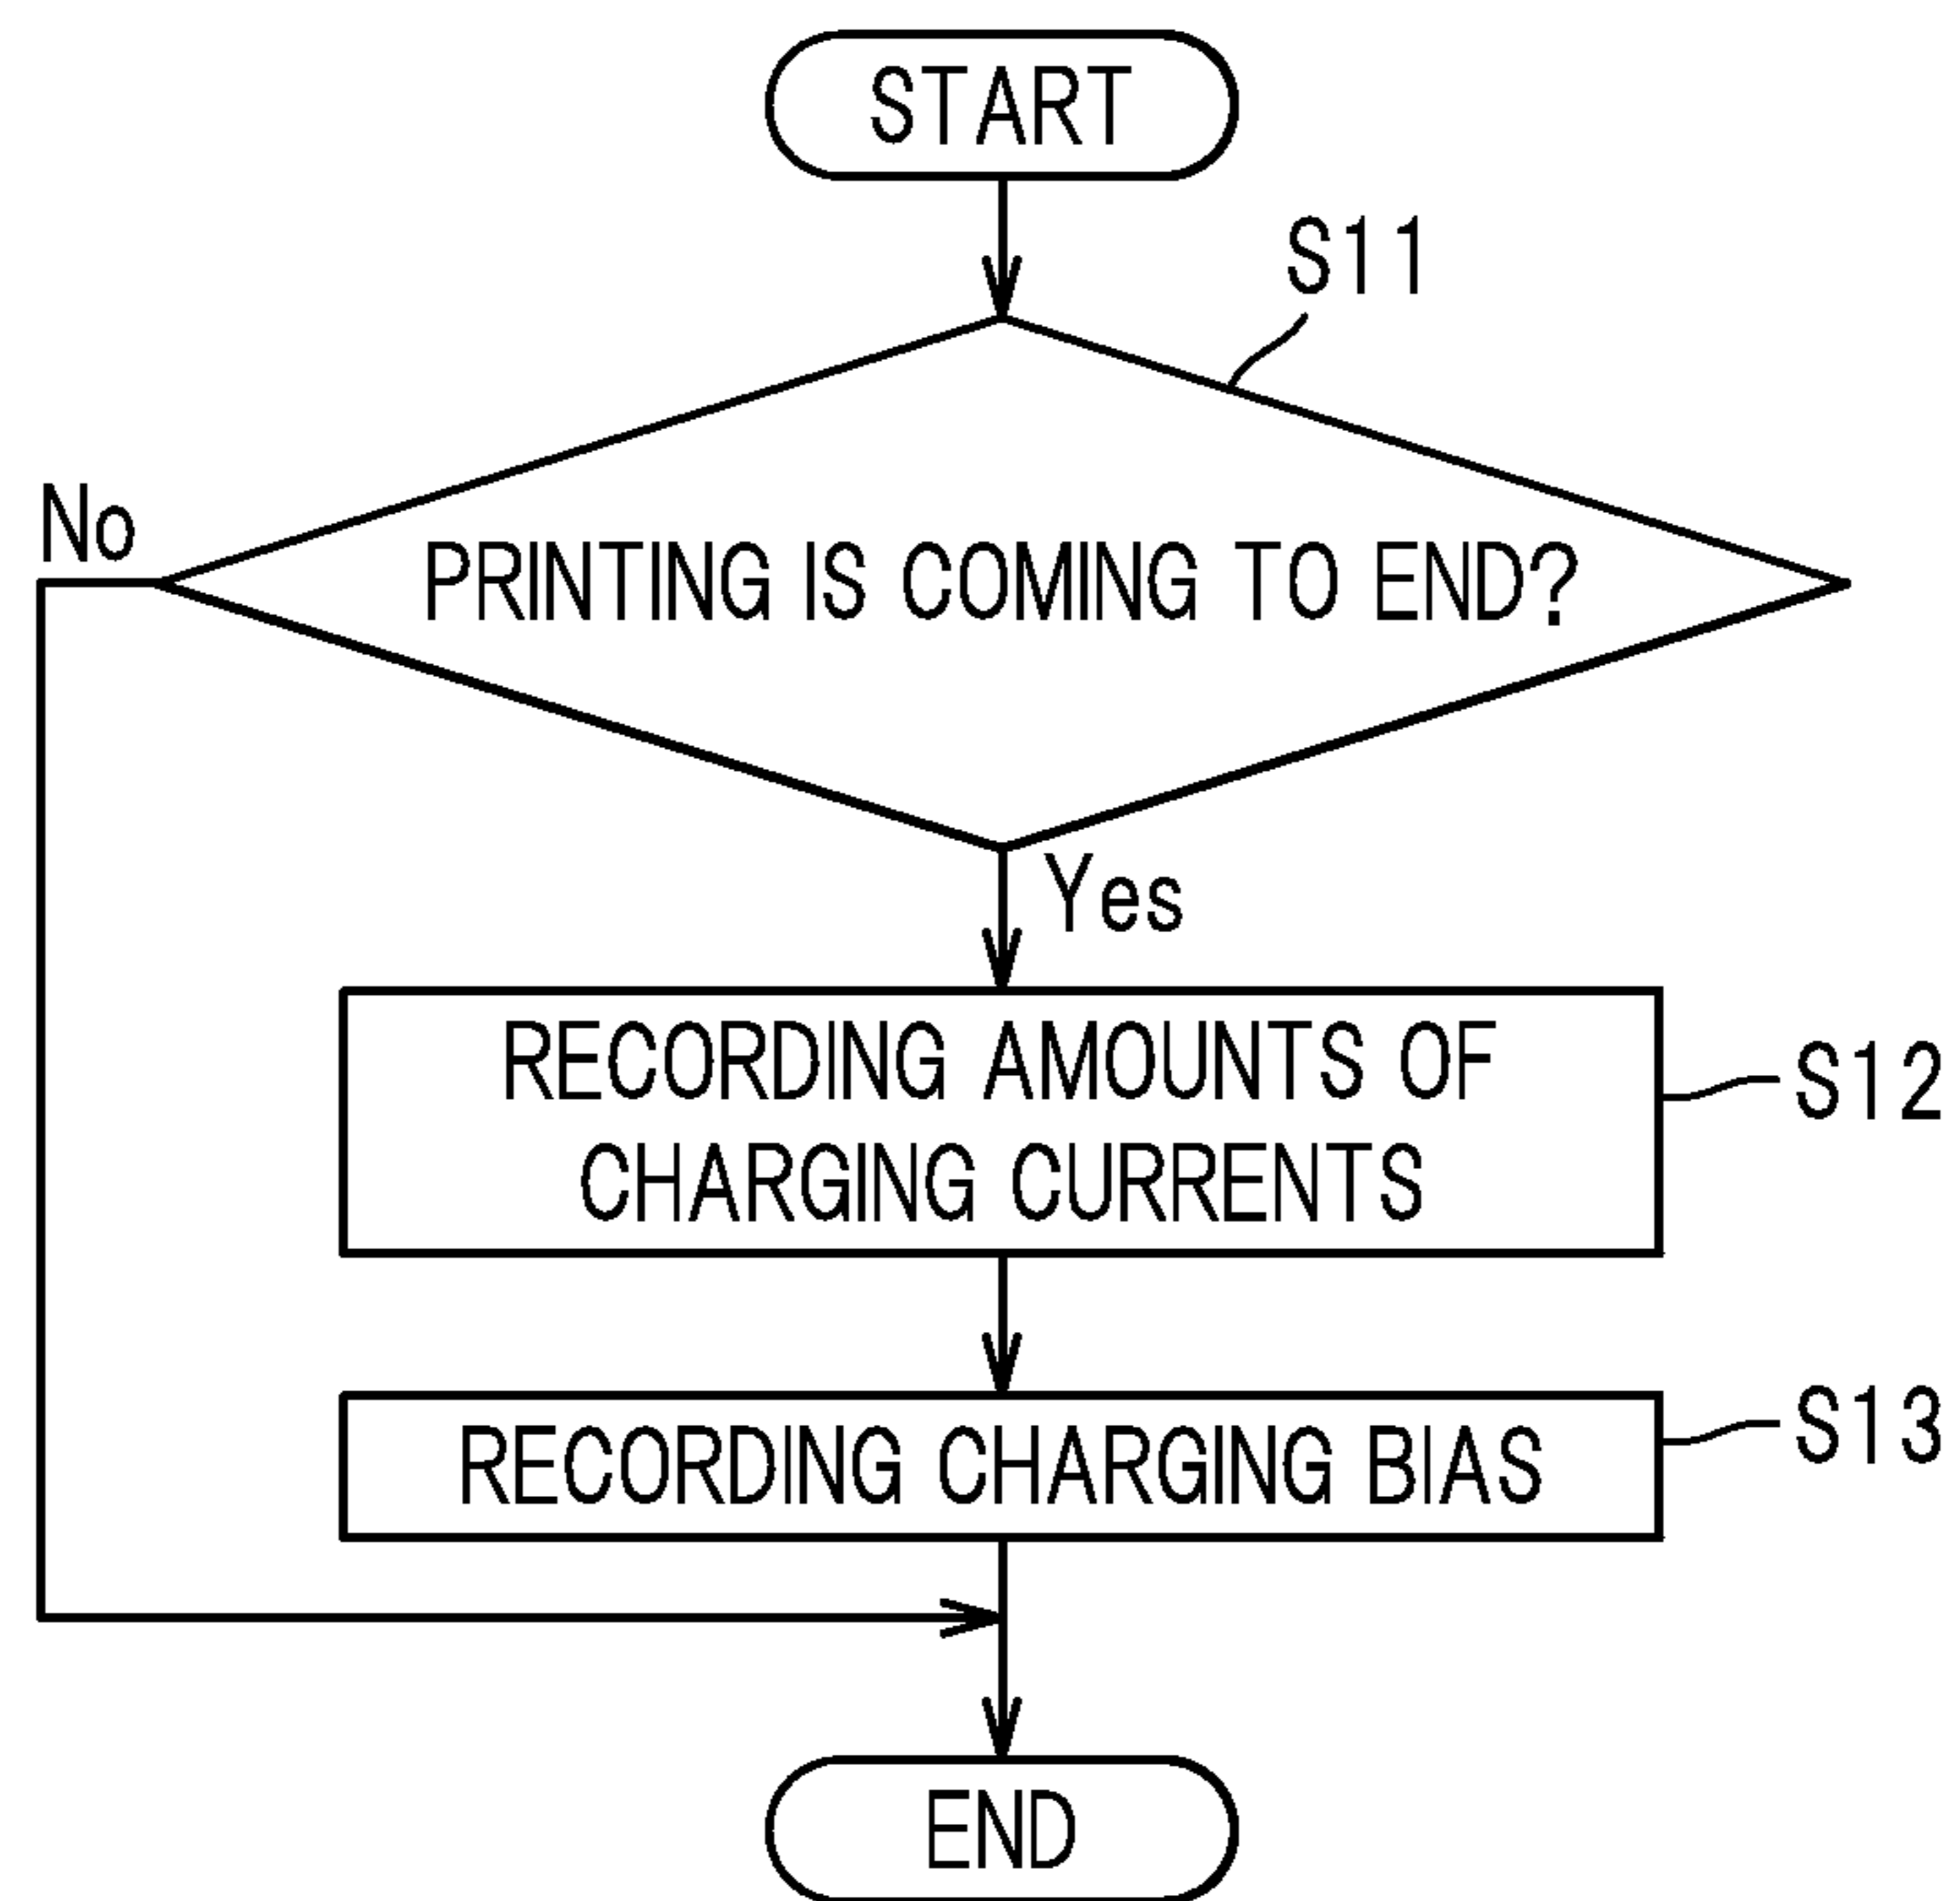 START
S11
No
PRINTING IS COMING TO END?
Yes
RECORDING AMOUNTS OF
CHARGING CURRENTS
S12
RECORDING CHARGING BIAS
S13
END